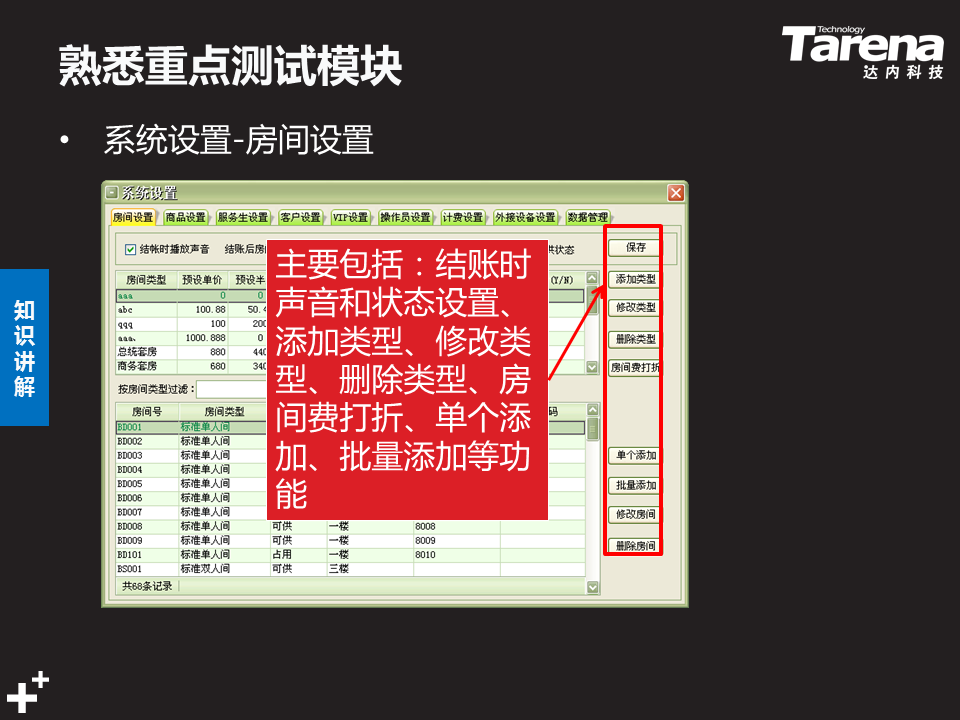 Technology
Tarena
达内科技
熟悉重点测试模块
• 系统设置-房间设置
知识讲解
系统设置
房间设置 商品设置 服务生设置 客户设置 VIP设置 操作员设置 计费设置 外接设备设置 数据管理
结帐时播放声音 结账后房 供状态 保存
主要包括：结账时
声音和状态设置、
添加类型、修改类
型、删除类型、房
间费打折、单个添
加、批量添加等功
能
房间类型 预设单价 预设半 (Y/N) 添加类型
aaa 0 0
abc 100.88 50.4 修改类型
qqq 100 200
aaa、 1000.888 0 删除类型
总统套房 880 440
商务套房 680 340 房间费打折
按房间类型过滤：
房间号 房间类型 码
BD001 标准单人间
BD002 标准单人间
BD003 标准单人间 单个添加
BD004 标准单人间
BD005 标准单人间 批量添加
BD006 标准单人间
BD007 标准单人间 修改房间
BD008 标准单人间 可供 一楼 8008
BD009 标准单人间 可供 一楼 8009 删除房间
BD101 标准单人间 占用 一楼 8010
BS001 标准双人间 可供 三楼
共68条记录